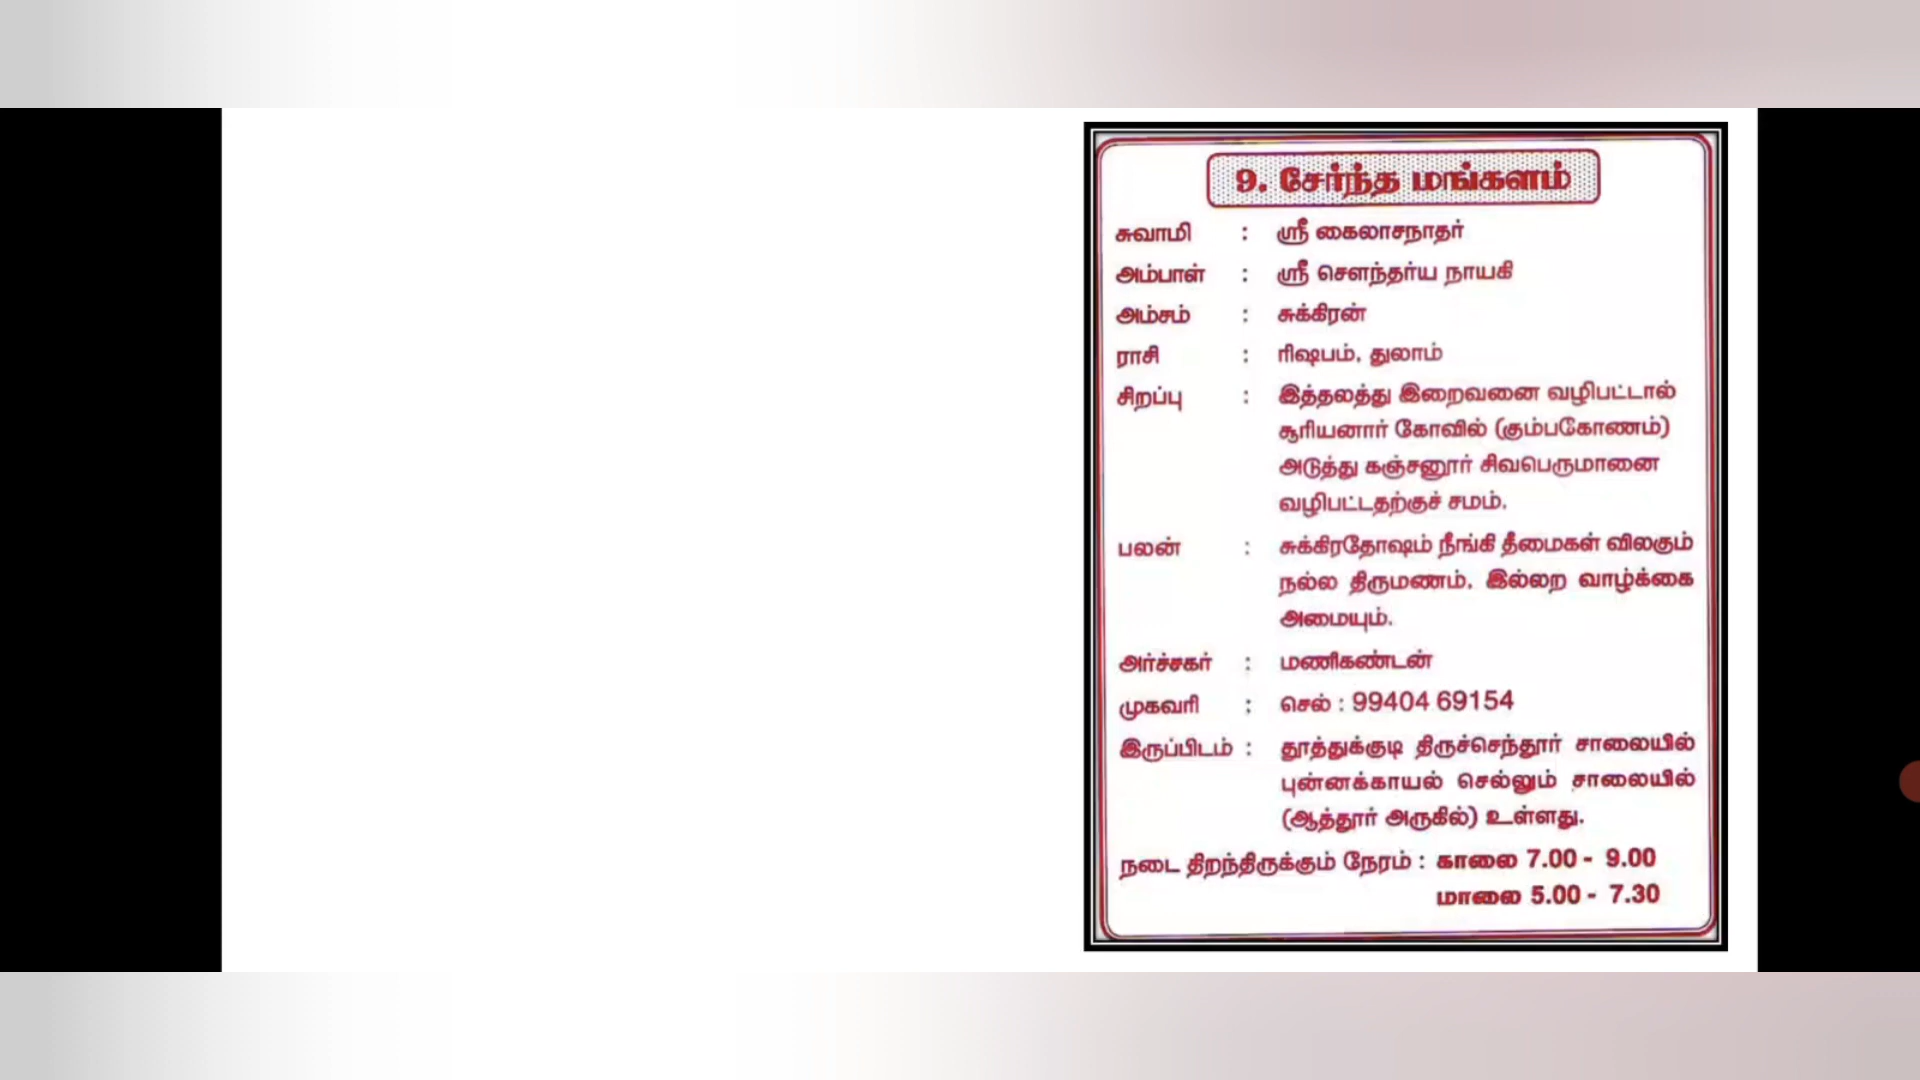 9. சேர்ந்த மங்களம்
சுவாமி : ஸ்ரீ கைலாசநாதர்
அம்பாள் : ஸ்ரீ சௌந்தர்ய நாயகி
அம்சம் : சுக்கிரன்
ராசி : ரிஷபம், துலாம்
சிறப்பு : இத்தலத்து இறைவனை வழிபட்டால்
சூரியனார் கோவில் (கும்பகோணம்)
அடுத்து கஞ்சனூர் சிவபெருமானை
வழிபட்டதற்குச் சமம்.
பலன் : சுக்கிரதோஷம் நீங்கி தீமைகள் விலகும்
நல்ல திருமணம், இல்லற வாழ்க்கை
அமையும்.
அர்ச்சகர் : மணிகண்டன்
முகவரி : செல் : 99404 69154
இருப்பிடம் : தூத்துக்குடி திருச்செந்தூர் சாலையில்
புன்னக்காயல் செல்லும் சாலையில்
(ஆத்தூர் அருகில்) உள்ளது.
நடை திறந்திருக்கும் நேரம் : காலை 7.00 - 9.00
மாலை 5.00 - 7.30